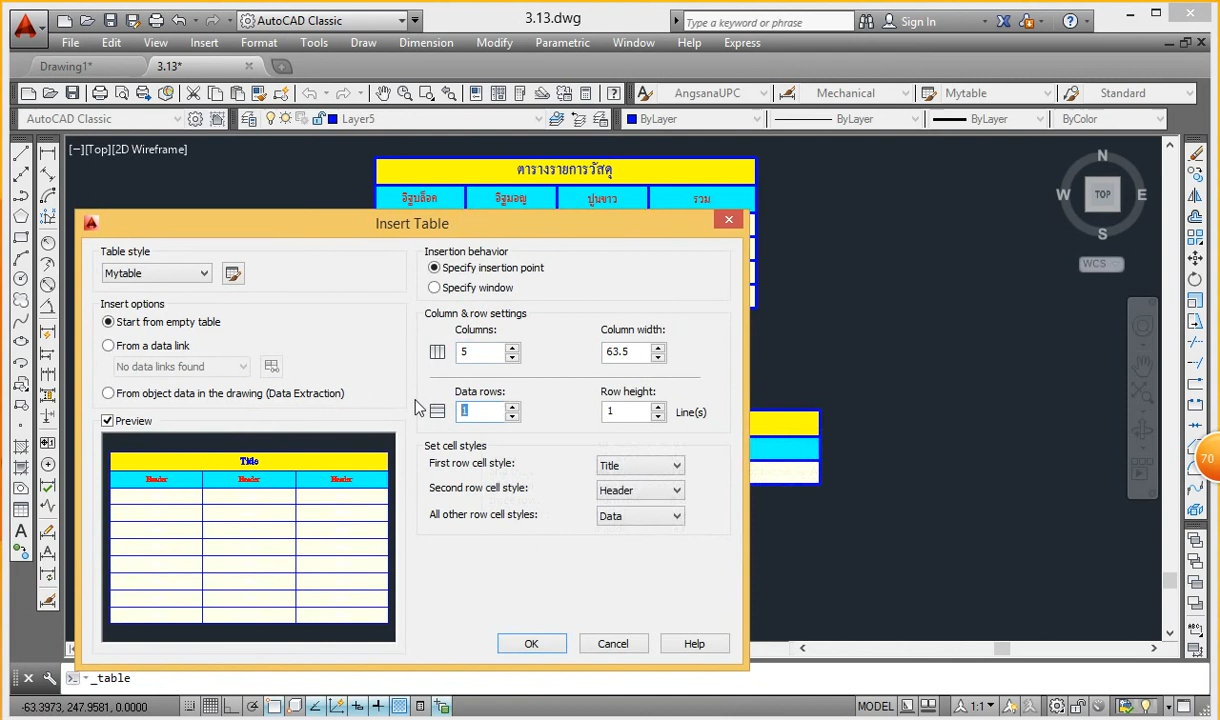 AutoCAD Classic
3.13.dwg
Type a keyword or phrase
Sign In
File Edit View Insert Format Tools Draw Dimension Modify Parametric Window Help Express
Drawing1*
3.13*
AngsanaUPC
Mechanical
Mytable
Standard
AutoCAD Classic
Layer5
ByLayer
ByLayer
ByLayer
ByColor
[−][Top][2D Wireframe]
ตารางรายการวัสดุ
อิฐบล็อค อิฐมอญ ปูนขาว รวม
N
W TOP E
S
WCS
Insert Table
Table style
Mytable
Insert options
Start from empty table
From a data link
No data links found
From object data in the drawing (Data Extraction)
Preview
Title
Header Header Header
Insertion behavior
Specify insertion point
Specify window
Column & row settings
Columns: Column width:
5 63.5
Data rows: Row height:
1 1 Line(s)
Set cell styles
First row cell style: Title
Second row cell style: Header
All other row cell styles: Data
OK Cancel Help
70
_table
-63.3973, 247.9581, 0.0000
MODEL
1:1